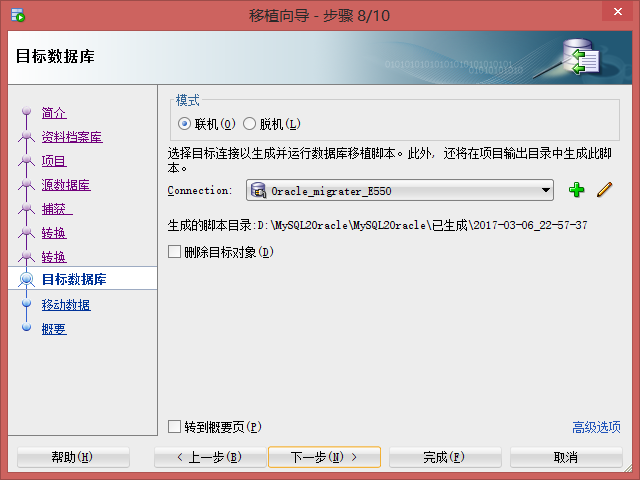 移植向导 - 步骤 8/10
目标数据库
简介
资料档案库
项目
源数据库
捕获
转换
转换
目标数据库
移动数据
概要
模式
联机(O) 脱机(L)
选择目标连接以生成并运行数据库移植脚本。此外，还将在项目输出目录中生成此脚
本。
Connection: Oracle_migrater_E550
生成的脚本目录:D:\MySQL2Oracle\MySQL2Oracle\已生成\2017-03-06_22-57-37
删除目标对象(D)
转到概要页(P) 高级选项
帮助(H) < 上一步(B) 下一步(N) > 完成(F) 取消